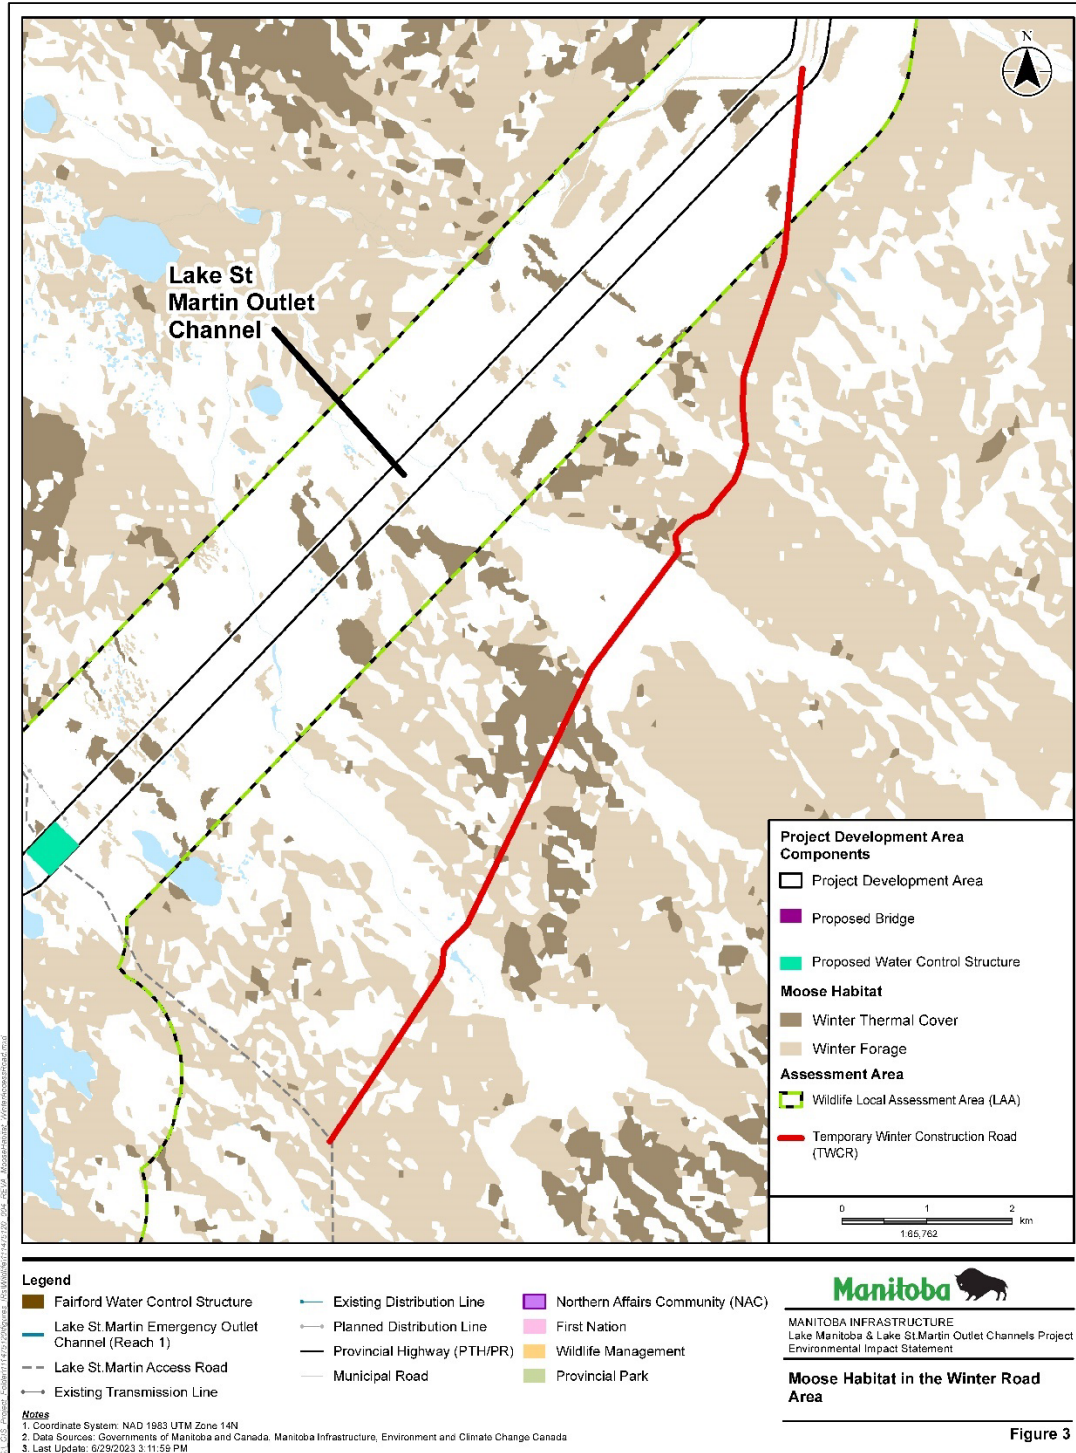 N
Lake St
Martin Outlet
Channel
Project Development Area
Components
Project Development Area
Proposed Bridge
Proposed Water Control Structure
Moose Habitat
Winter Thermal Cover
Winter Forage
Assessment Area
Wildlife Local Assessment Area (LAA)
Temporary Winter Construction Road
(TWCR)
0 1 2
km
1:65,762
Legend
Fairford Water Control Structure
Lake St.Martin Emergency Outlet
Channel (Reach 1)
Lake St.Martin Access Road
Existing Transmission Line
Existing Distribution Line
Planned Distribution Line
Provincial Highway (PTH/PR)
Municipal Road
Northern Affairs Community (NAC)
First Nation
Wildlife Management
Provincial Park
Notes
1. Coordinate System: NAD 1983 UTM Zone 14N
2. Data Sources: Governments of Manitoba and Canada. Manitoba Infrastructure, Environment and Climate Change Canada
3. Last Update: 6/29/2023 3:11:59 PM
Manitoba
MANITOBA INFRASTRUCTURE
Lake Manitoba & Lake St.Martin Outlet Channels Project
Environmental Impact Statement
Moose Habitat in the Winter Road
Area
Figure 3